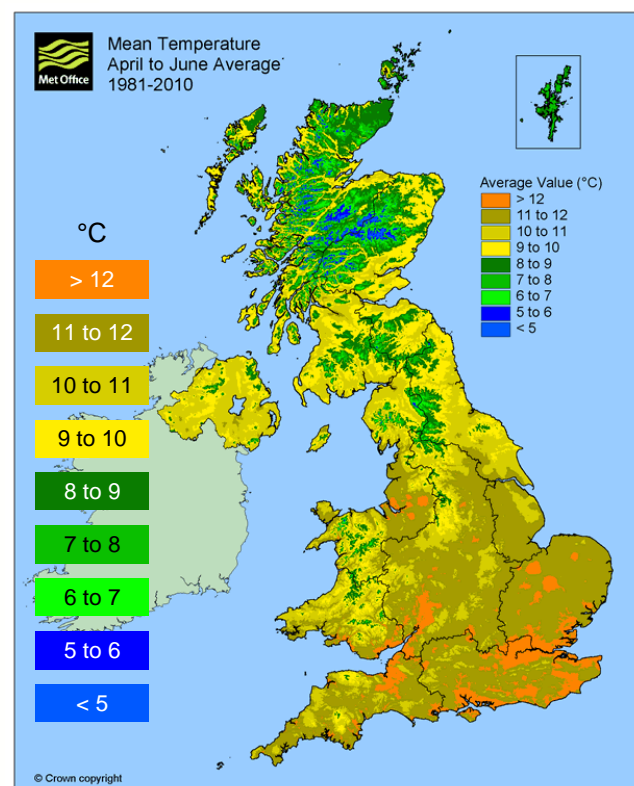 Met Office
Mean Temperature
April to June Average
1981-2010
Average Value (°C)
> 12
11 to 12
10 to 11
9 to 10
8 to 9
7 to 8
6 to 7
5 to 6
< 5
°C
> 12
11 to 12
10 to 11
9 to 10
8 to 9
7 to 8
6 to 7
5 to 6
< 5
© Crown copyright